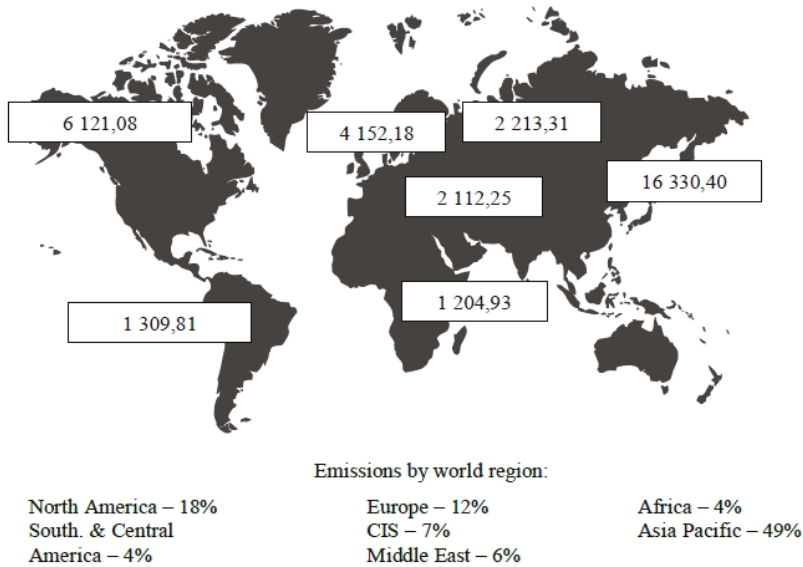 6 121,08
4 152,18
2 213,31
2 112,25
16 330,40
1 204,93
1 309,81
Emissions by world region:
North America – 18%
South. & Central
America – 4%
Europe – 12%
CIS – 7%
Middle East – 6%
Africa – 4%
Asia Pacific – 49%